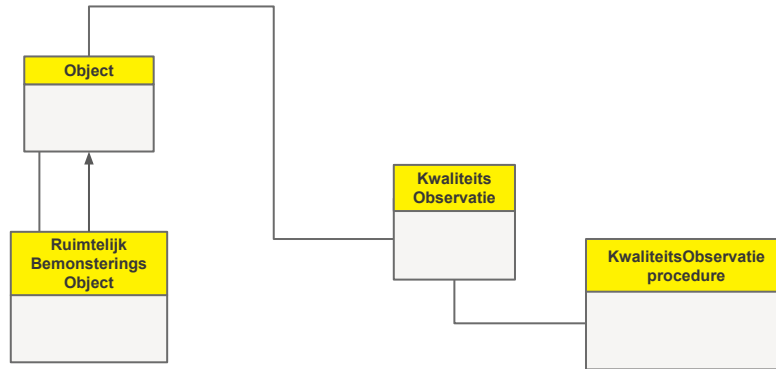 Object
Kwaliteits
Observatie
Ruimtelijk
Bemonsterings
Object
KwaliteitsObservatie
procedure